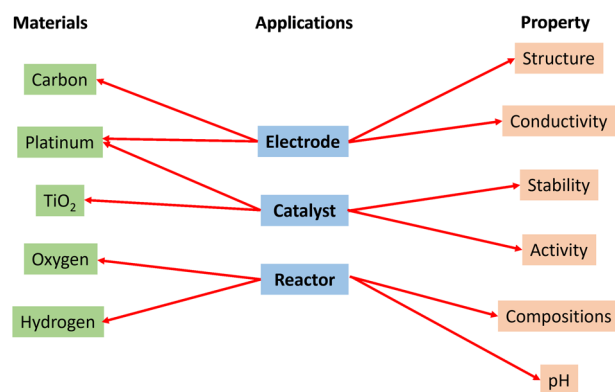 Materials
Applications
Property
Carbon
Platinum
TiO₂
Oxygen
Hydrogen
Electrode
Catalyst
Reactor
Structure
Conductivity
Stability
Activity
Compositions
pH